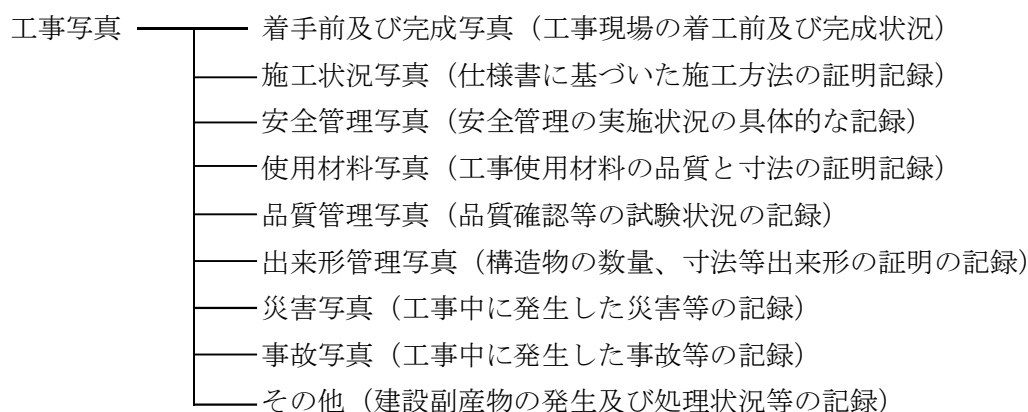 工事写真 着手前及び完成写真（工事現場の着工前及び完成状況）
施工状況写真（仕様書に基づいた施工方法の証明記録）
安全管理写真（安全管理の実施状況の具体的な記録）
使用材料写真（工事使用材料の品質と寸法の証明記録）
品質管理写真（品質確認等の試験状況の記録）
出来形管理写真（構造物の数量、寸法等出来形の証明の記録）
災害写真（工事中に発生した災害等の記録）
事故写真（工事中に発生した事故等の記録）
その他（建設副産物の発生及び処理状況等の記録）